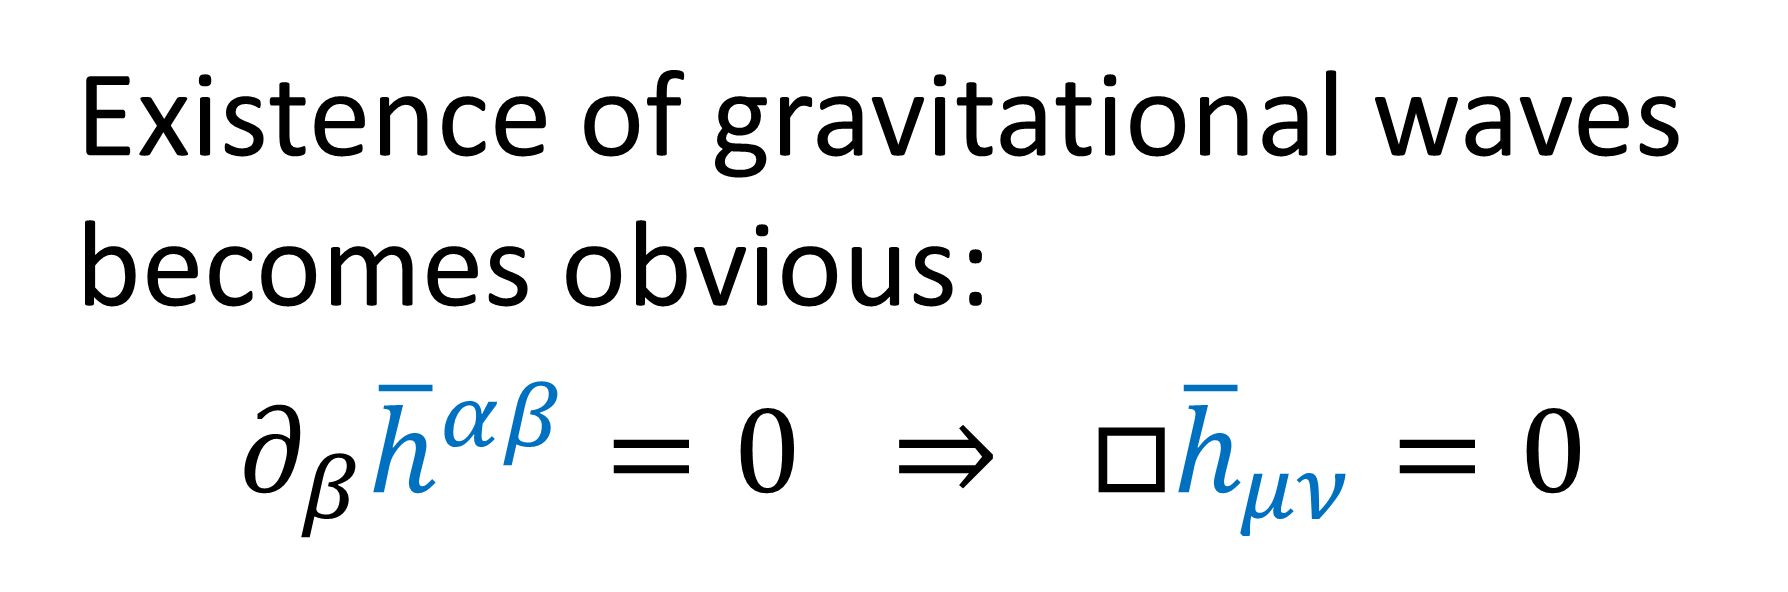 Existence of gravitational waves
becomes obvious:
∂_β h̄^{αβ} = 0 ⇒ □h̄_{μν} = 0